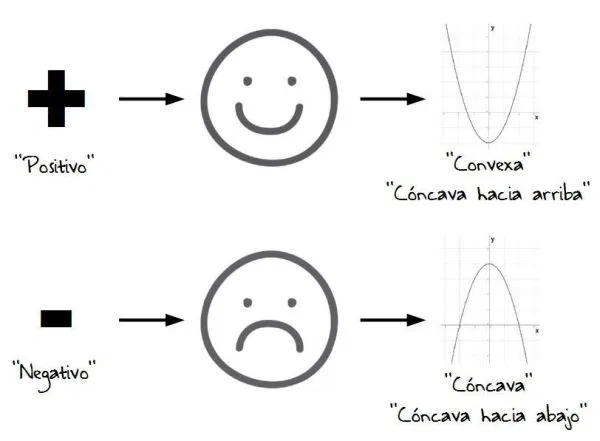 y
x
"Positivo"
"Convexa"
"Cóncava hacia arriba"
y
x
"Negativo"
"Cóncava"
"Cóncava hacia abajo"